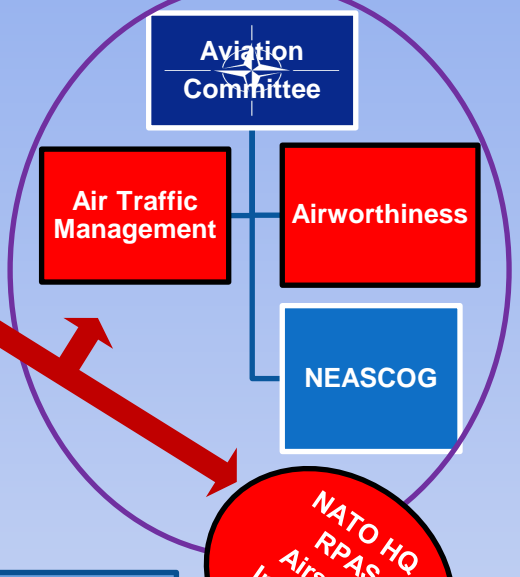 Aviation
Committee
Air Traffic
Management
Airworthiness
NEASCOG
NATO HQ
RPAS